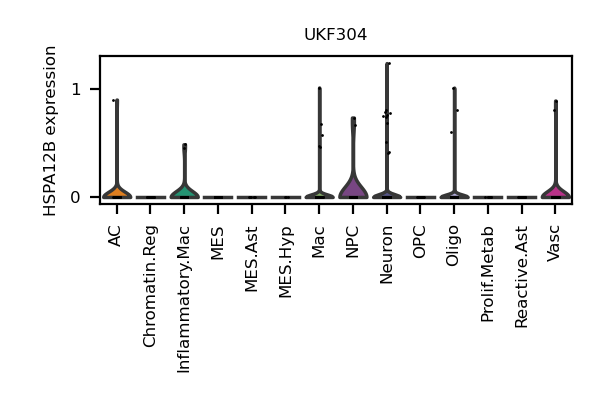 UKF304
HSPA12B expression
1
0
AC
Chromatin.Reg
Inflammatory.Mac
MES
MES.Ast
MES.Hyp
Mac
NPC
Neuron
OPC
Oligo
Prolif.Metab
Reactive.Ast
Vasc